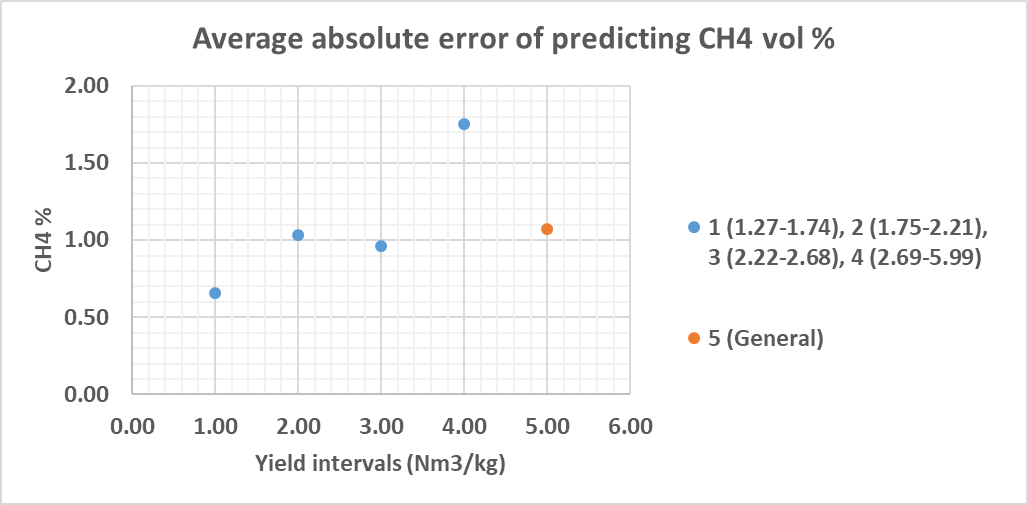 Average absolute error of predicting CH4 vol %
2.00
1.50
1.00
0.50
0.00
CH4 %
0.00 1.00 2.00 3.00 4.00 5.00 6.00
Yield intervals (Nm3/kg)
1 (1.27-1.74), 2 (1.75-2.21),
3 (2.22-2.68), 4 (2.69-5.99)
5 (General)